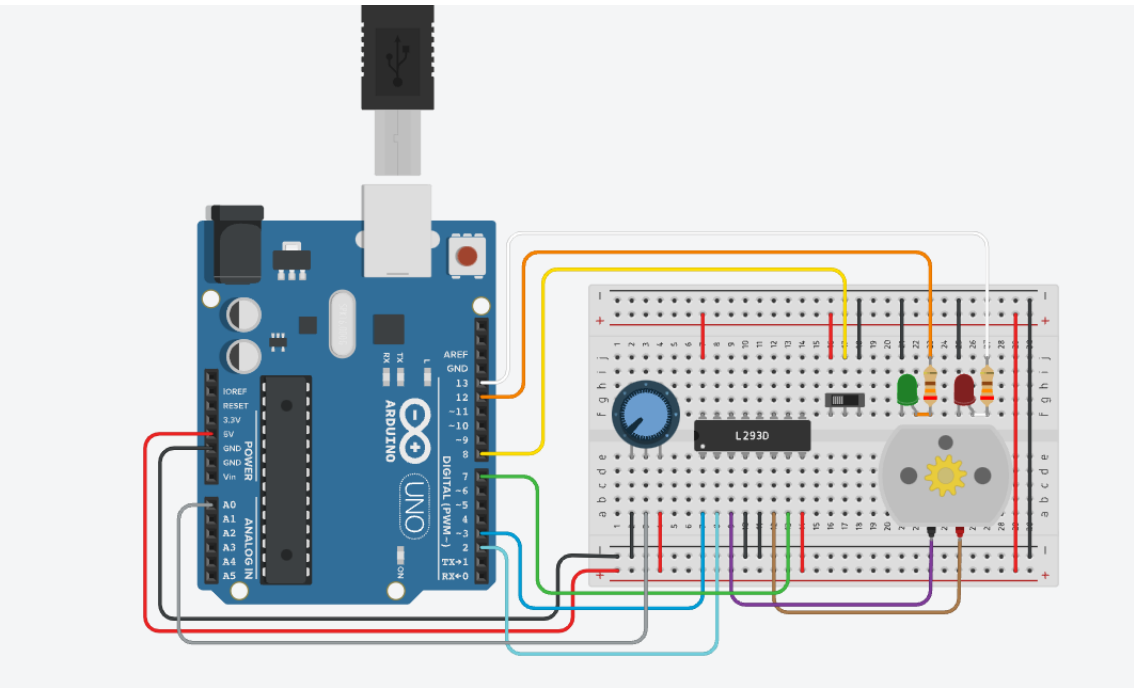 AREF
GND
13
12
~11
~10
~9
8
7
~6
~5
4
~3
2
TX→1
RX←0
DIGITAL (PWM~)
RX
TX
L
ARDUINO
UNO
ON
IOREF
RESET
3.3V
5V
GND
GND
Vin
POWER
A0
A1
A2
A3
A4
A5
ANALOG IN
L293D
− −
+ +
j j
i i
h h
g g
f f
e e
d d
c c
b b
a a
− −
+ +